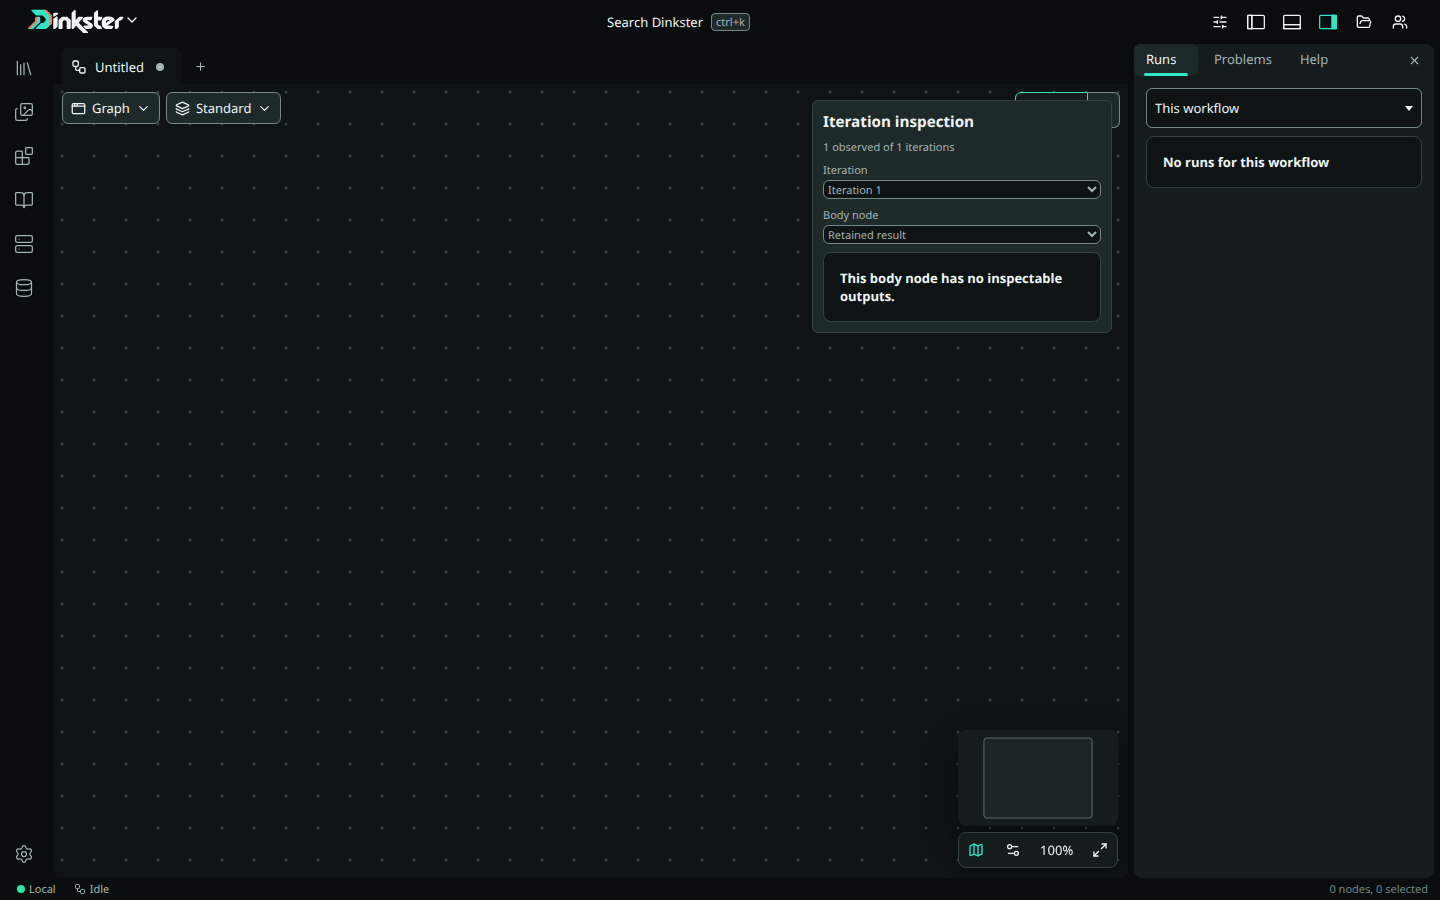 Dinkster
Search Dinkster ctrl+k
Untitled
Graph
Standard
Iteration inspection
1 observed of 1 iterations
Iteration
Iteration 1
Body node
Retained result
This body node has no inspectable
outputs.
100%
Runs
Problems
Help
This workflow
No runs for this workflow
Local
Idle
0 nodes, 0 selected